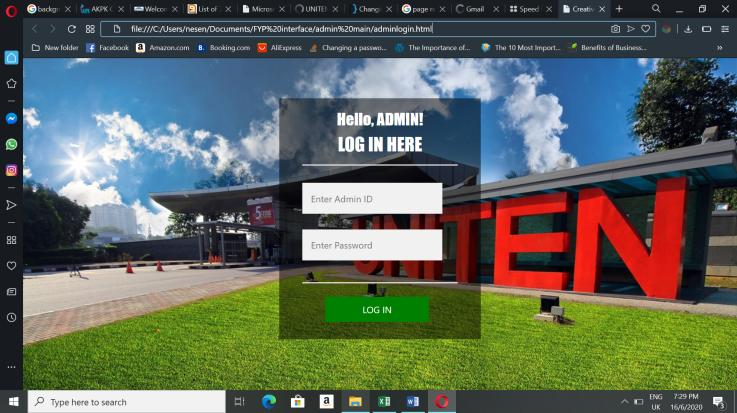 backgr
AKPK C
Welcom
List of
Micros
UNITEN
Chang
page n
Gmail
Speed
Creativ
file:///C:/Users/nesen/Documents/FYP%20interface/admin%20main/adminlogin.html
New folder
Facebook
Amazon.com
B. Booking.com
AliExpress
Changing a passwo...
The Importance of...
The 10 Most Import...
Benefits of Business...
Hello, ADMIN!
LOG IN HERE
Enter Admin ID
Enter Password
LOG IN
UNITEN
Type here to search
ENG
UK
7:29 PM
16/6/2020